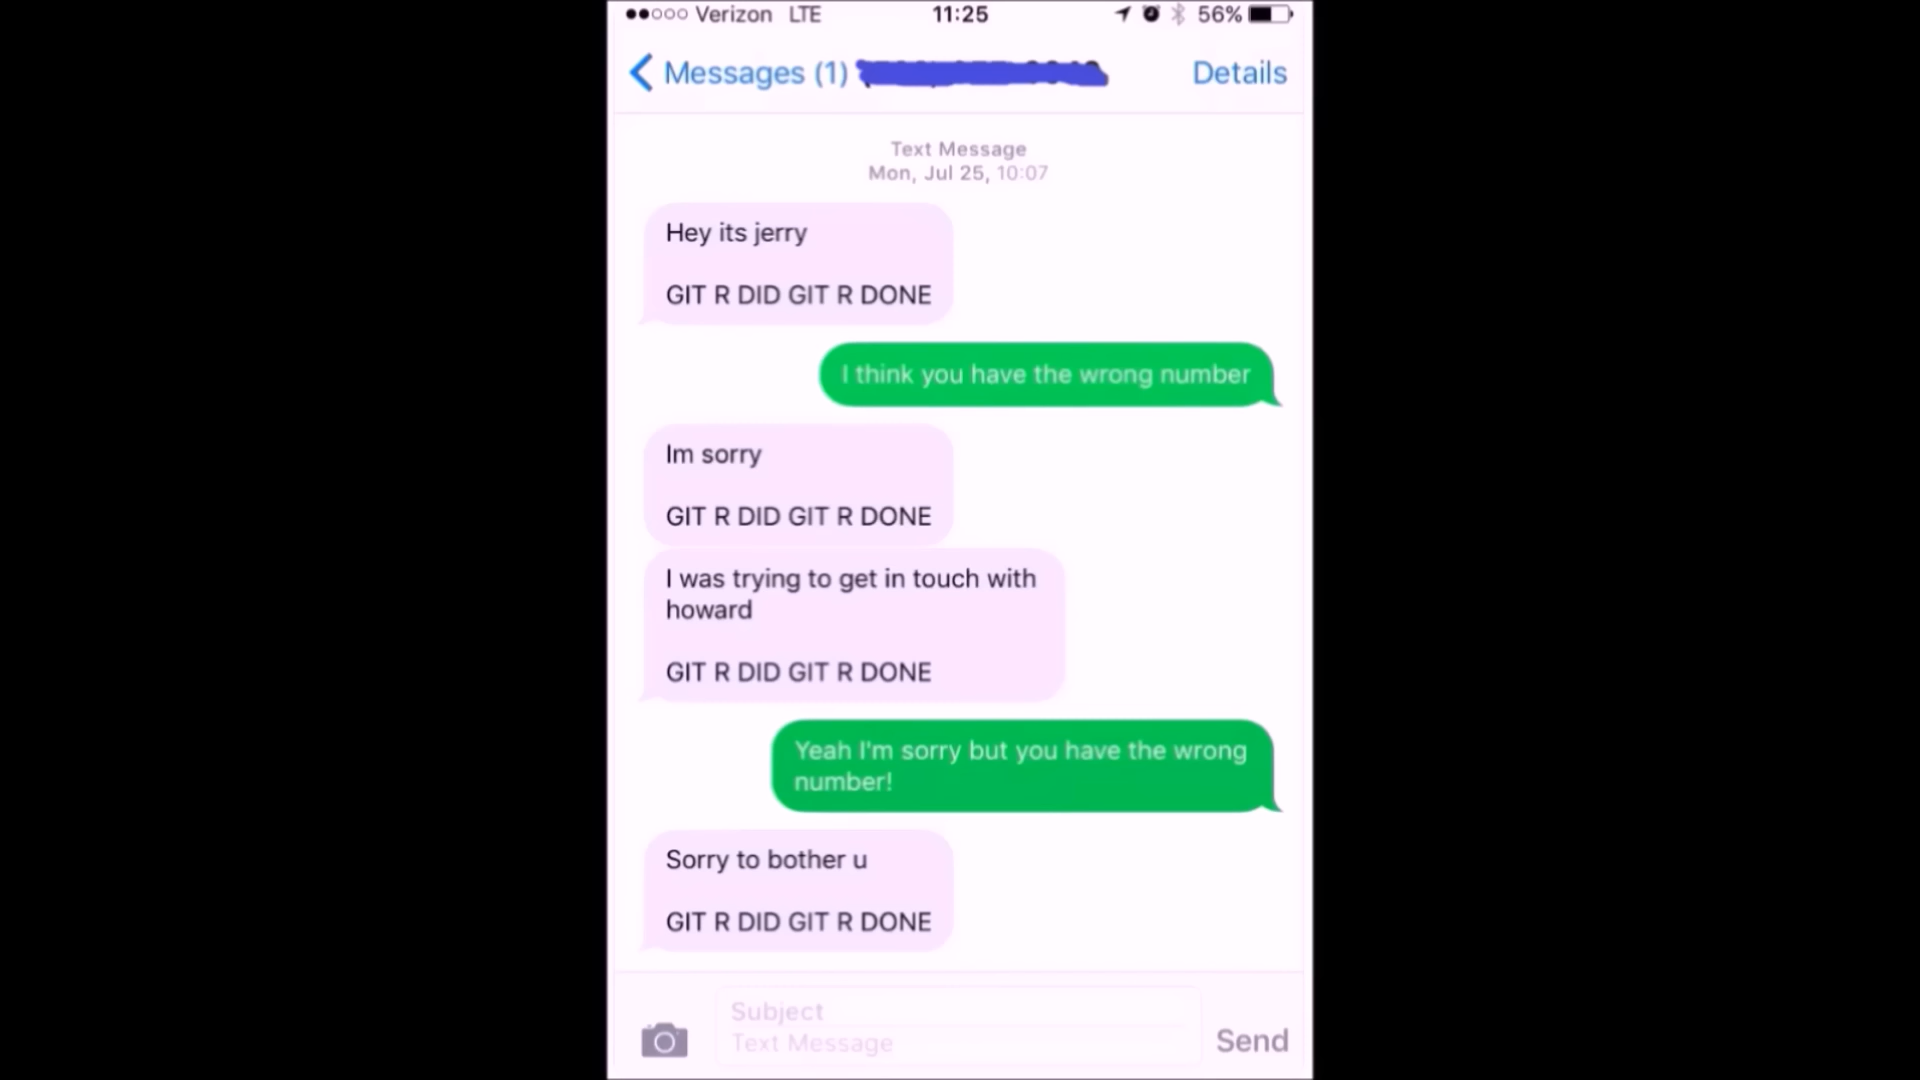 Verizon LTE 11:25 56%
Messages (1) Details
Text Message
Mon, Jul 25, 10:07
Hey its jerry
GIT R DID GIT R DONE
I think you have the wrong number
Im sorry
GIT R DID GIT R DONE
I was trying to get in touch with
howard
GIT R DID GIT R DONE
Yeah I'm sorry but you have the wrong
number!
Sorry to bother u
GIT R DID GIT R DONE
Subject
Text Message
Send